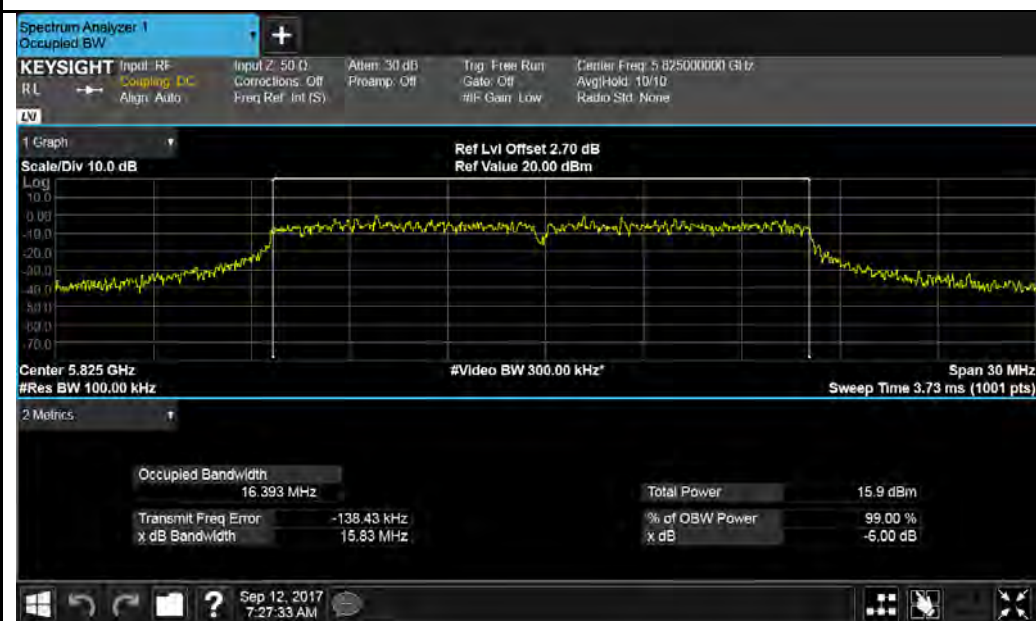 Spectrum Analyzer 1
Occupied BW
+
KEYSIGHT
RL
LXI
Input: RF
Coupling: DC
Align: Auto
Input Z: 50 Ω
Corrections: Off
Freq Ref: Int (S)
Atten: 30 dB
Preamp: Off
Trig: Free Run
Gate: Off
#IF Gain: Low
Center Freq: 5.825000000 GHz
Avg|Hold: 10/10
Radio Std: None
1 Graph
Scale/Div 10.0 dB
Ref Lvl Offset 2.70 dB
Ref Value 20.00 dBm
Log
10.0
0.00
-10.0
-20.0
-30.0
-40.0
-50.0
-60.0
-70.0
Center 5.825 GHz
#Video BW 300.00 kHz*
Span 30 MHz
#Res BW 100.00 kHz
Sweep Time 3.73 ms (1001 pts)
2 Metrics
Occupied Bandwidth
16.393 MHz
Transmit Freq Error -138.43 kHz
x dB Bandwidth 15.83 MHz
Total Power 15.9 dBm
% of OBW Power 99.00 %
x dB -6.00 dB
?
Sep 12, 2017
7:27:33 AM